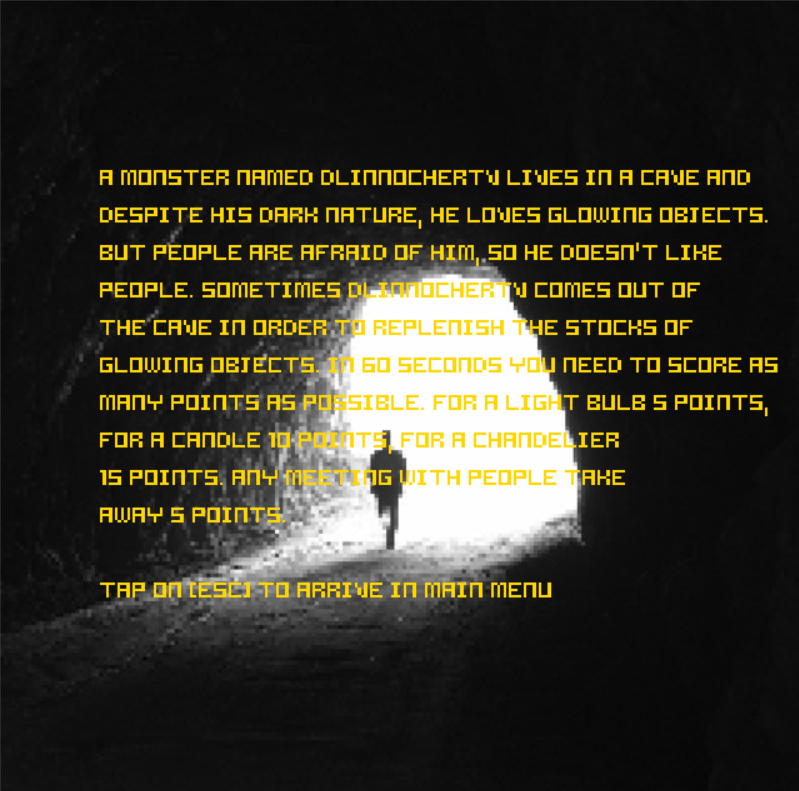 A MONSTER NAMED DLINNOCHERTV LIVES IN A CAVE AND
DESPITE HIS DARK NATURE, HE LOVES GLOWING OBJECTS.
BUT PEOPLE ARE AFRAID OF HIM, SO HE DOESN'T LIKE
PEOPLE. SOMETIMES DLINNOCHERTV COMES OUT OF
THE CAVE IN ORDER TO REPLENISH THE STOCKS OF
GLOWING OBJECTS. IN 60 SECONDS YOU NEED TO SCORE AS
MANY POINTS AS POSSIBLE. FOR A LIGHT BULB 5 POINTS,
FOR A CANDLE 10 POINTS, FOR A CHANDELIER
15 POINTS. ANY MEETING WITH PEOPLE TAKE
AWAY 5 POINTS.
TAP ON [ESC] TO ARRIVE IN MAIN MENU